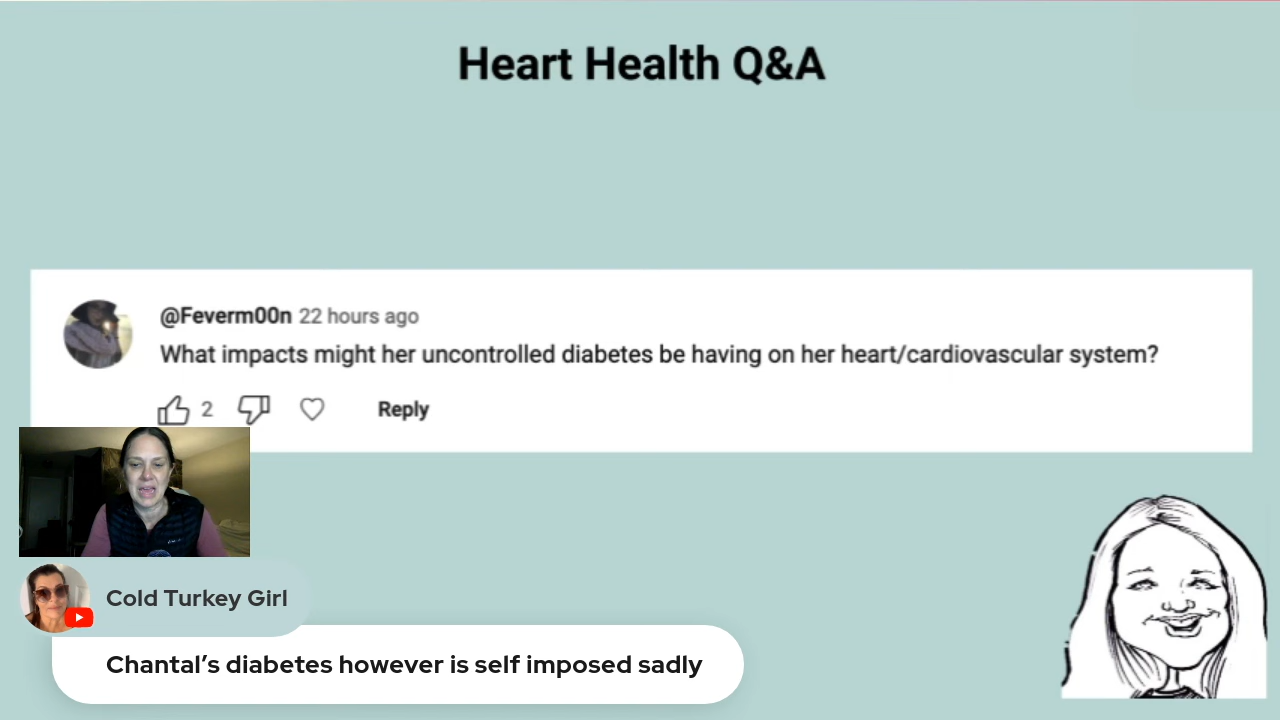 Heart Health Q&A
@Feverm00n 22 hours ago
What impacts might her uncontrolled diabetes be having on her heart/cardiovascular system?
2 Reply
Cold Turkey Girl
Chantal’s diabetes however is self imposed sadly